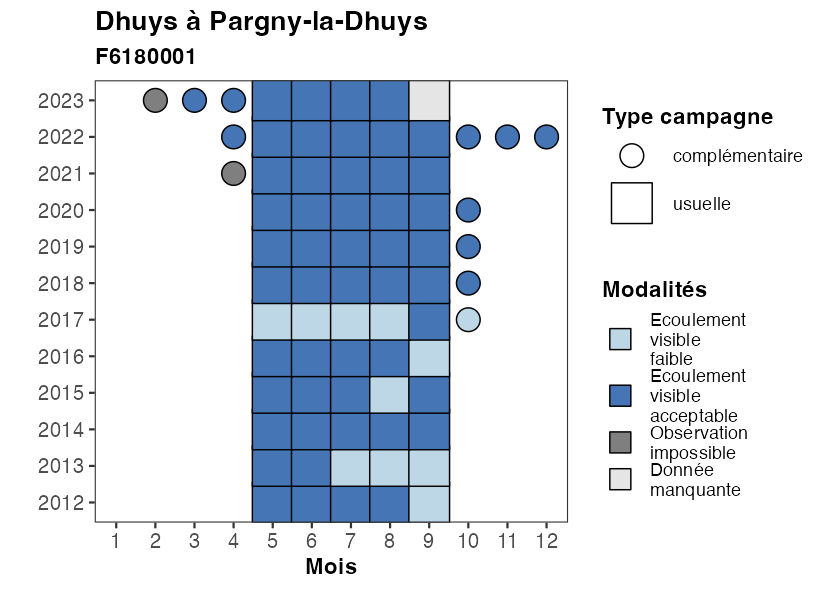 Dhuys à Pargny-la-Dhuys
F6180001
2023
2022
2021
2020
2019
2018
2017
2016
2015
2014
2013
2012
1 2 3 4 5 6 7 8 9 10 11 12
Mois
Type campagne
complémentaire
usuelle
Modalités
Ecoulement
visible
faible
Ecoulement
visible
acceptable
Observation
impossible
Donnée
manquante